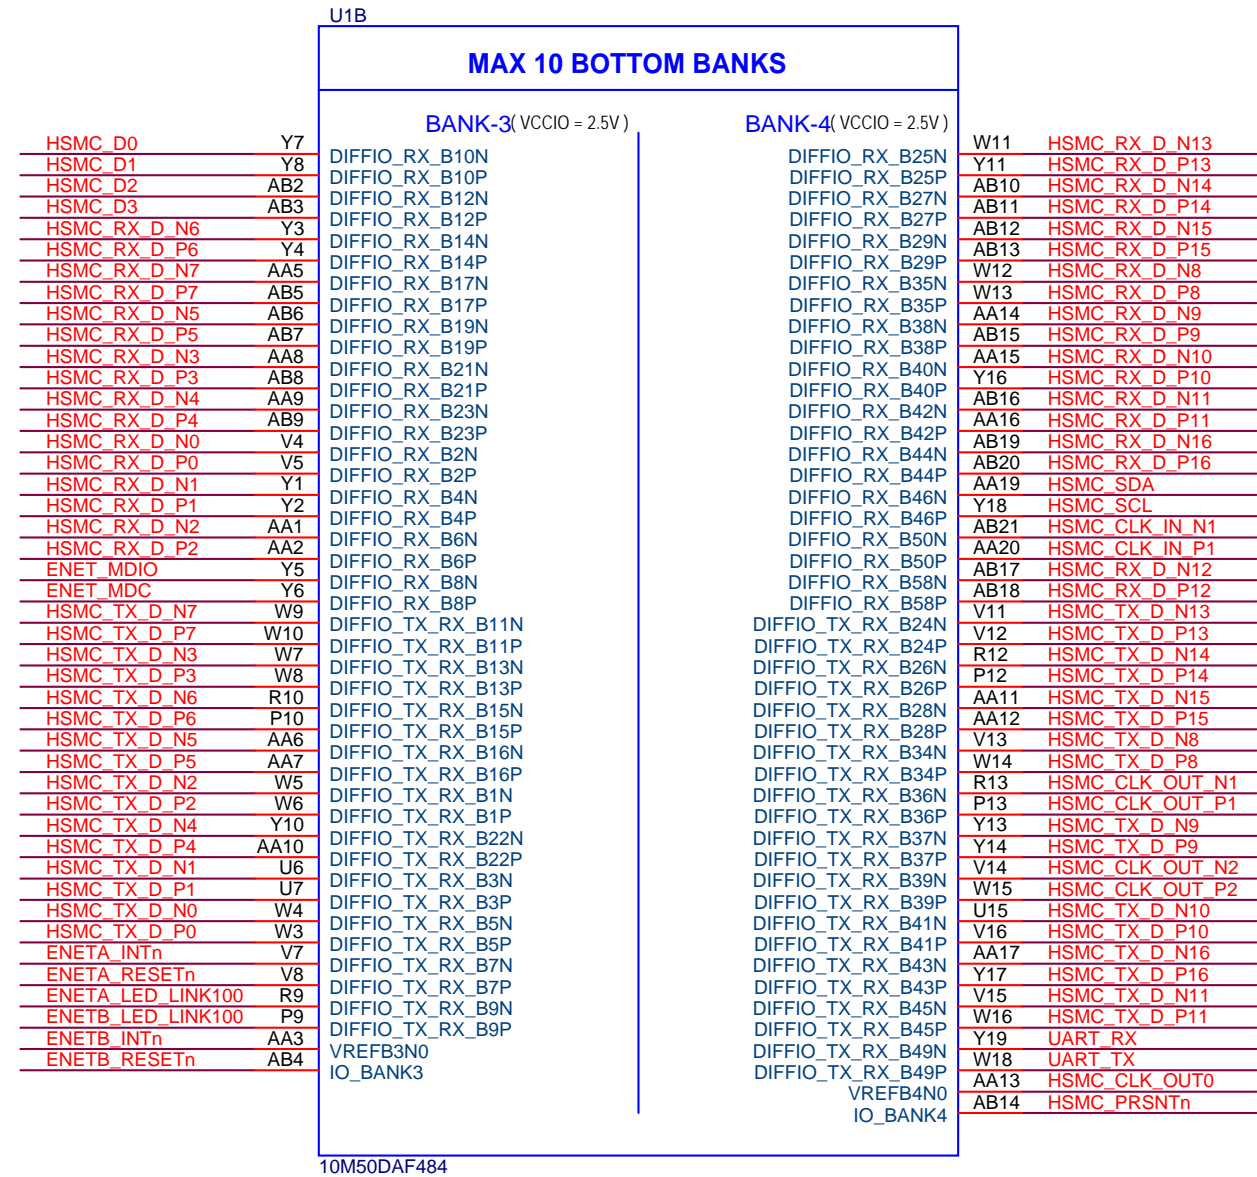 U1B
MAX 10 BOTTOM BANKS
BANK-3( VCCIO = 2.5V )
HSMC_D0 Y7 DIFFIO_RX_B10N
HSMC_D1 Y8 DIFFIO_RX_B10P
HSMC_D2 AB2 DIFFIO_RX_B12N
HSMC_D3 AB3 DIFFIO_RX_B12P
HSMC_RX_D_N6 Y3 DIFFIO_RX_B14N
HSMC_RX_D_P6 Y4 DIFFIO_RX_B14P
HSMC_RX_D_N7 AA5 DIFFIO_RX_B17N
HSMC_RX_D_P7 AB5 DIFFIO_RX_B17P
HSMC_RX_D_N5 AB6 DIFFIO_RX_B19N
HSMC_RX_D_P5 AB7 DIFFIO_RX_B19P
HSMC_RX_D_N3 AA8 DIFFIO_RX_B21N
HSMC_RX_D_P3 AB8 DIFFIO_RX_B21P
HSMC_RX_D_N4 AA9 DIFFIO_RX_B23N
HSMC_RX_D_P4 AB9 DIFFIO_RX_B23P
HSMC_RX_D_N0 V4 DIFFIO_RX_B2N
HSMC_RX_D_P0 V5 DIFFIO_RX_B2P
HSMC_RX_D_N1 Y1 DIFFIO_RX_B4N
HSMC_RX_D_P1 Y2 DIFFIO_RX_B4P
HSMC_RX_D_N2 AA1 DIFFIO_RX_B6N
HSMC_RX_D_P2 AA2 DIFFIO_RX_B6P
ENET_MDIO Y5 DIFFIO_RX_B8N
ENET_MDC Y6 DIFFIO_RX_B8P
HSMC_TX_D_N7 W9 DIFFIO_TX_RX_B11N
HSMC_TX_D_P7 W10 DIFFIO_TX_RX_B11P
HSMC_TX_D_N3 W7 DIFFIO_TX_RX_B13N
HSMC_TX_D_P3 W8 DIFFIO_TX_RX_B13P
HSMC_TX_D_N6 R10 DIFFIO_TX_RX_B15N
HSMC_TX_D_P6 P10 DIFFIO_TX_RX_B15P
HSMC_TX_D_N5 AA6 DIFFIO_TX_RX_B16N
HSMC_TX_D_P5 AA7 DIFFIO_TX_RX_B16P
HSMC_TX_D_N2 W5 DIFFIO_TX_RX_B1N
HSMC_TX_D_P2 W6 DIFFIO_TX_RX_B1P
HSMC_TX_D_N4 Y10 DIFFIO_TX_RX_B22N
HSMC_TX_D_P4 AA10 DIFFIO_TX_RX_B22P
HSMC_TX_D_N1 U6 DIFFIO_TX_RX_B3N
HSMC_TX_D_P1 U7 DIFFIO_TX_RX_B3P
HSMC_TX_D_N0 W4 DIFFIO_TX_RX_B5N
HSMC_TX_D_P0 W3 DIFFIO_TX_RX_B5P
ENETA_INTn V7 DIFFIO_TX_RX_B7N
ENETA_RESETn V8 DIFFIO_TX_RX_B7P
ENETA_LED_LINK100 R9 DIFFIO_TX_RX_B9N
ENETB_LED_LINK100 P9 DIFFIO_TX_RX_B9P
ENETB_INTn AA3 VREFB3N0
ENETB_RESETn AB4 IO_BANK3
BANK-4( VCCIO = 2.5V )
DIFFIO_RX_B25N W11 HSMC_RX_D_N13
DIFFIO_RX_B25P Y11 HSMC_RX_D_P13
DIFFIO_RX_B27N AB10 HSMC_RX_D_N14
DIFFIO_RX_B27P AB11 HSMC_RX_D_P14
DIFFIO_RX_B29N AB12 HSMC_RX_D_N15
DIFFIO_RX_B29P AB13 HSMC_RX_D_P15
DIFFIO_RX_B35N W12 HSMC_RX_D_N8
DIFFIO_RX_B35P W13 HSMC_RX_D_P8
DIFFIO_RX_B38N AA14 HSMC_RX_D_N9
DIFFIO_RX_B38P AB15 HSMC_RX_D_P9
DIFFIO_RX_B40N AA15 HSMC_RX_D_N10
DIFFIO_RX_B40P Y16 HSMC_RX_D_P10
DIFFIO_RX_B42N AB16 HSMC_RX_D_N11
DIFFIO_RX_B42P AA16 HSMC_RX_D_P11
DIFFIO_RX_B44N AB19 HSMC_RX_D_N16
DIFFIO_RX_B44P AB20 HSMC_RX_D_P16
DIFFIO_RX_B46N AA19 HSMC_SDA
DIFFIO_RX_B46P Y18 HSMC_SCL
DIFFIO_RX_B50N AB21 HSMC_CLK_IN_N1
DIFFIO_RX_B50P AA20 HSMC_CLK_IN_P1
DIFFIO_RX_B58N AB17 HSMC_RX_D_N12
DIFFIO_RX_B58P AB18 HSMC_RX_D_P12
DIFFIO_TX_RX_B24N V11 HSMC_TX_D_N13
DIFFIO_TX_RX_B24P V12 HSMC_TX_D_P13
DIFFIO_TX_RX_B26N R12 HSMC_TX_D_N14
DIFFIO_TX_RX_B26P P12 HSMC_TX_D_P14
DIFFIO_TX_RX_B28N AA11 HSMC_TX_D_N15
DIFFIO_TX_RX_B28P AA12 HSMC_TX_D_P15
DIFFIO_TX_RX_B34N V13 HSMC_TX_D_N8
DIFFIO_TX_RX_B34P W14 HSMC_TX_D_P8
DIFFIO_TX_RX_B36N R13 HSMC_CLK_OUT_N1
DIFFIO_TX_RX_B36P P13 HSMC_CLK_OUT_P1
DIFFIO_TX_RX_B37N Y13 HSMC_TX_D_N9
DIFFIO_TX_RX_B37P Y14 HSMC_TX_D_P9
DIFFIO_TX_RX_B39N V14 HSMC_CLK_OUT_N2
DIFFIO_TX_RX_B39P W15 HSMC_CLK_OUT_P2
DIFFIO_TX_RX_B41N U15 HSMC_TX_D_N10
DIFFIO_TX_RX_B41P V16 HSMC_TX_D_P10
DIFFIO_TX_RX_B43N AA17 HSMC_TX_D_N16
DIFFIO_TX_RX_B43P Y17 HSMC_TX_D_P16
DIFFIO_TX_RX_B45N V15 HSMC_TX_D_N11
DIFFIO_TX_RX_B45P W16 HSMC_TX_D_P11
DIFFIO_TX_RX_B49N Y19 UART_RX
DIFFIO_TX_RX_B49P W18 UART_TX
VREFB4N0 AA13 HSMC_CLK_OUT0
IO_BANK4 AB14 HSMC_PRSNTn
10M50DAF484